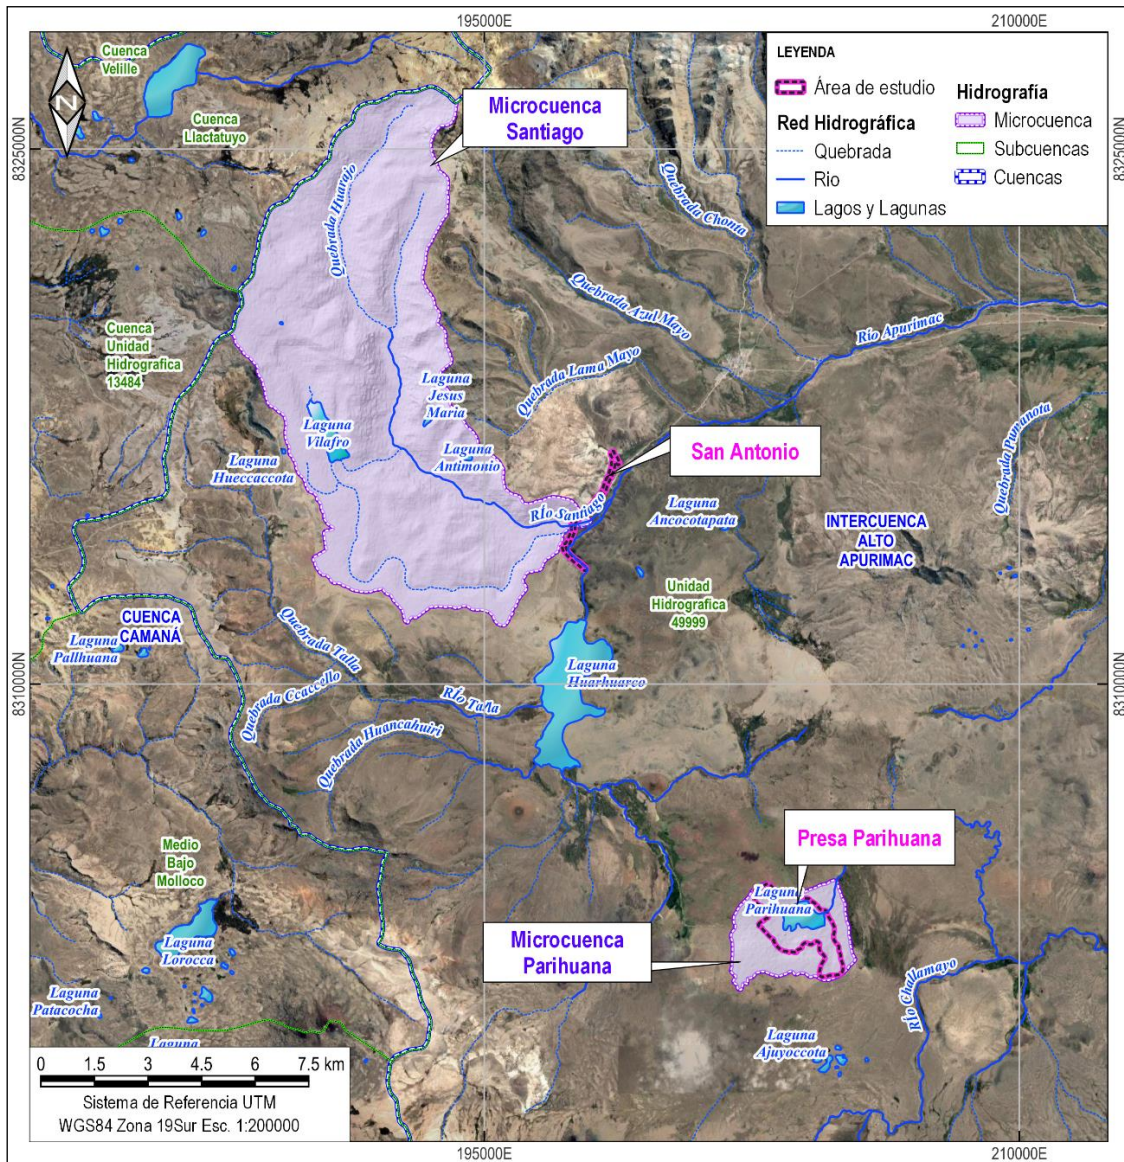 195000E
210000E
LEYENDA
Área de estudio
Red Hidrográfica
Quebrada
Rio
Lagos y Lagunas
Hidrografía
Microcuenca
Subcuencas
Cuencas
Cuenca
Velille
N
Cuenca
Llactatuyo
Microcuenca
Santiago
8325000N
8325000N
Quebrada Huarajo
Quebrada Chonta
Quebrada Azul Mayo
Río Apurimac
Cuenca
Unidad
Hidrografica
13484
Quebrada Lama Mayo
Laguna
Jesus
Maria
Laguna
Vilafro
Laguna
Hueccaccota
Laguna
Antimonio
San Antonio
Quebrada Pumanota
RÍo Santiago
Laguna
Ancocotapata
INTERCUENCA
ALTO
APURIMAC
Unidad
Hidrografica
49999
CUENCA
CAMANÁ
Laguna
Pallhuana
Quebrada Talla
Quebrada Ccaccello
RÍo Talla
Laguna
Huarhuarco
8310000N
8310000N
Quebrada Huancahuiri
Medio
Bajo
Molloco
Presa Parihuana
Laguna
Parihuana
Laguna
Lorocca
Microcuenca
Parihuana
RÍo Challamayo
Laguna
Patacocha
Laguna
Laguna
Ajuyoccota
0 1.5 3 4.5 6 7.5 km
Sistema de Referencia UTM
WGS84 Zona 19Sur Esc. 1:200000
195000E
210000E